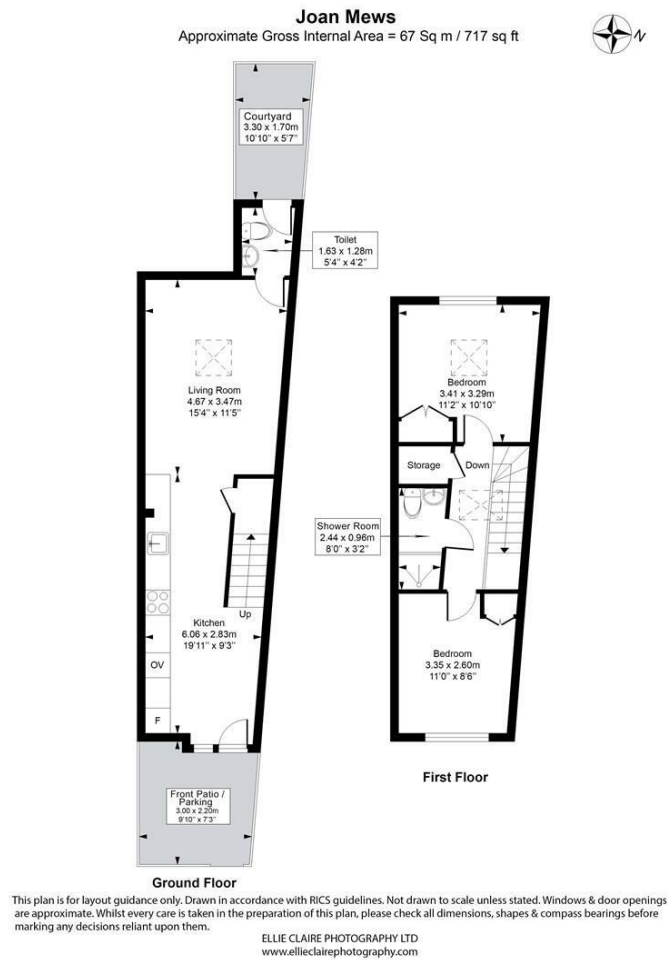 Joan Mews
Approximate Gross Internal Area = 67 Sq m / 717 sq ft
N
Courtyard
3.30 x 1.70m
10'10" x 5'7"
Toilet
1.63 x 1.28m
5'4" x 4'2"
Living Room
4.67 x 3.47m
15'4" x 11'5"
Up
Kitchen
6.06 x 2.83m
19'11" x 9'3"
OV
F
Front Patio /
Parking
3.00 x 2.20m
9'10" x 7'3"
Ground Floor
Bedroom
3.41 x 3.29m
11'2" x 10'10"
Storage
Down
Shower Room
2.44 x 0.96m
8'0" x 3'2"
Bedroom
3.35 x 2.60m
11'0" x 8'6"
First Floor
This plan is for layout guidance only. Drawn in accordance with RICS guidelines. Not drawn to scale unless stated. Windows & door openings
are approximate. Whilst every care is taken in the preparation of this plan, please check all dimensions, shapes & compass bearings before
marking any decisions reliant upon them.
ELLIE CLAIRE PHOTOGRAPHY LTD
www.ellieclairephotography.com